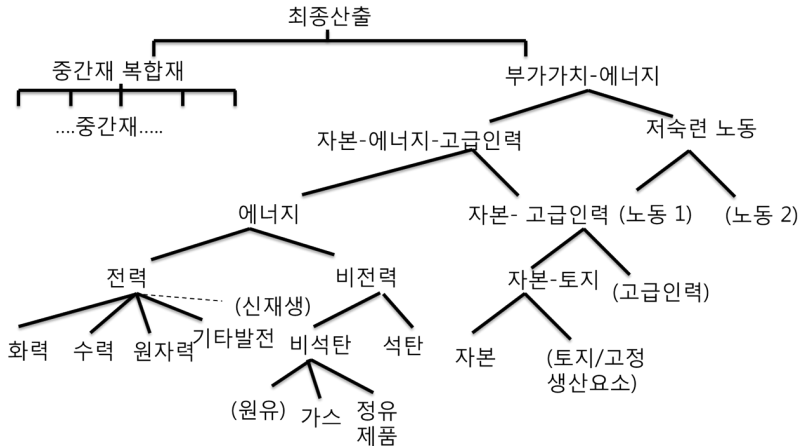 최종산출
중간재 복합재
부가가치-에너지
....중간재.....
자본-에너지-고급인력
저숙련 노동
에너지
자본- 고급인력
(노동 1)
(노동 2)
전력
비전력
자본-토지
(고급인력)
(신재생)
화력
수력
원자력
기타발전
비석탄
석탄
자본
(토지/고정
생산요소)
(원유)
가스
정유
제품